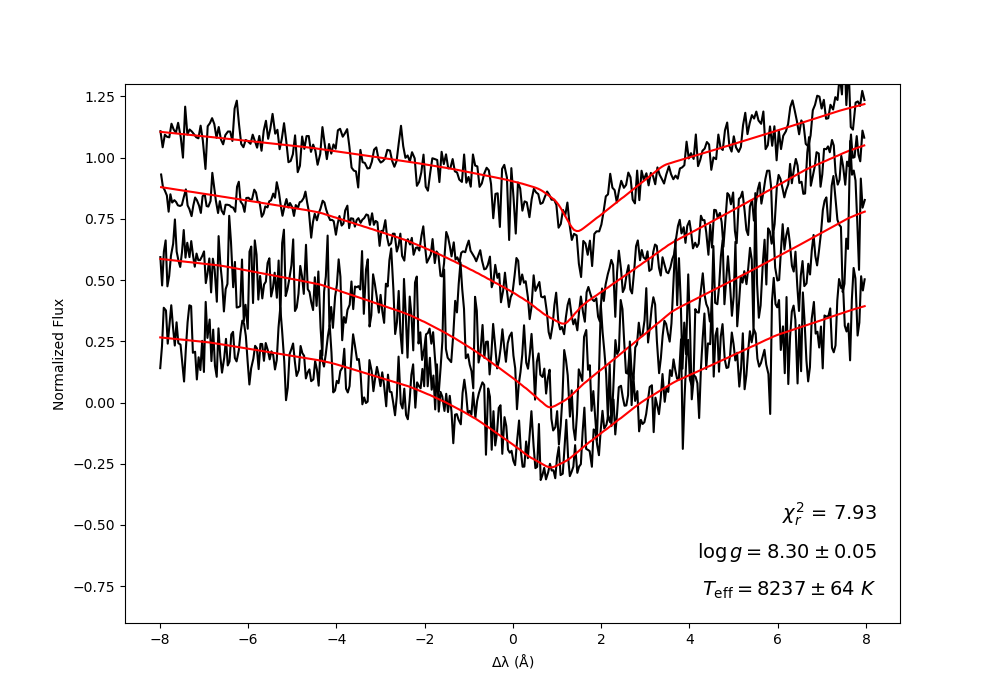 1.25
1.00
0.75
0.50
0.25
0.00
−0.25
−0.50
−0.75
Normalized Flux
χ²ᵣ = 7.93
log g = 8.30 ± 0.05
T_eff = 8237 ± 64 K
−8 −6 −4 −2 0 2 4 6 8
Δλ (Å)